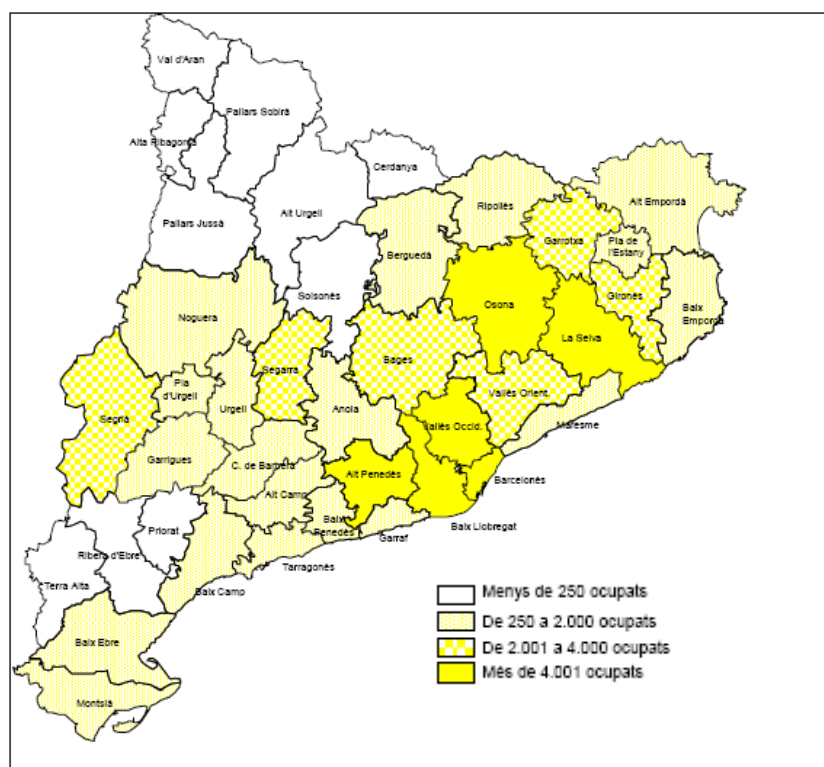 Val d'Aran
Pallars Sobirà
Alta Ribagorça
Cerdanya
Alt Urgell
Ripollès
Alt Empordà
Pallars Jussà
Garrotxa
Pla de
l'Estany
Berguedà
Gironès
Solsonès
Osona
Baix
Empordà
Noguera
La Selva
Segarra
Bages
Pla
d'Urgell
Urgell
Vallès Orient.
Anoia
Segrià
Vallès Occid.
Maresme
Garrigues
C. de Barberà
Alt Penedès
Barcelonès
Alt Camp
Baix
Penedès
Priorat
Baix Llobregat
Garraf
Ribera d'Ebre
Tarragonès
Terra Alta
Baix Camp
Baix Ebre
Montsià
Menys de 250 ocupats
De 250 a 2.000 ocupats
De 2.001 a 4.000 ocupats
Més de 4.001 ocupats